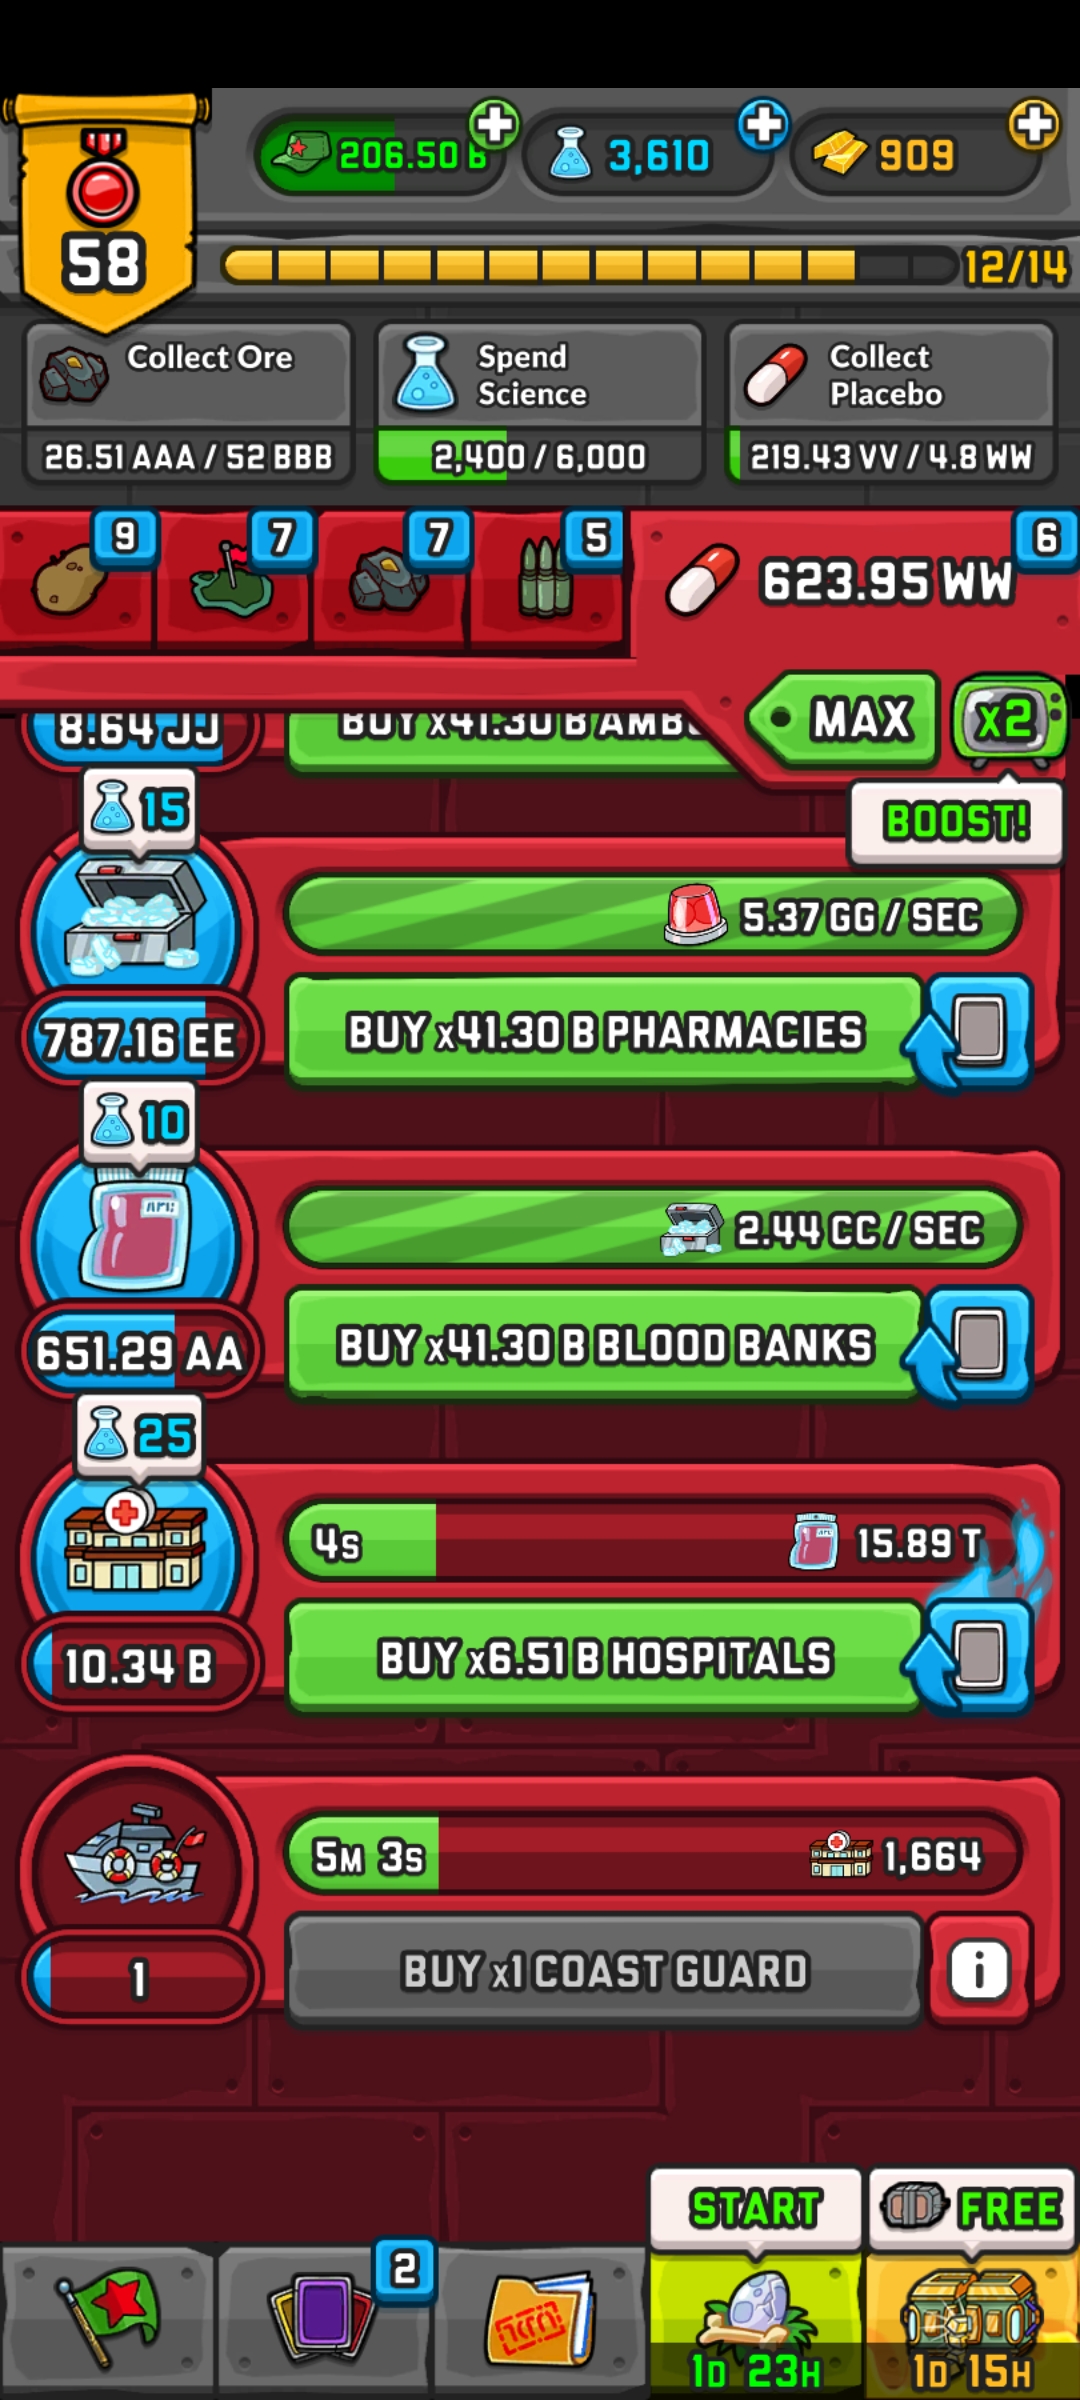 58
206.50 B
3,610
909
12/14
Collect Ore
26.51 AAA / 52 BBB
Spend
Science
2,400 / 6,000
Collect
Placebo
219.43 VV / 4.8 WW
9
7
7
5
6
623.95 WW
MAX
x2
BOOST!
8.64 JJ
BUY x41.30 B
15
5.37 GG / SEC
787.16 EE
BUY x41.30 B PHARMACIES
10
2.44 CC / SEC
651.29 AA
BUY x41.30 B BLOOD BANKS
25
4s
15.89 T
10.34 B
BUY x6.51 B HOSPITALS
5M 3s
1,664
1
BUY x1 COAST GUARD
i
START
FREE
2
1D 23H
1D 15H